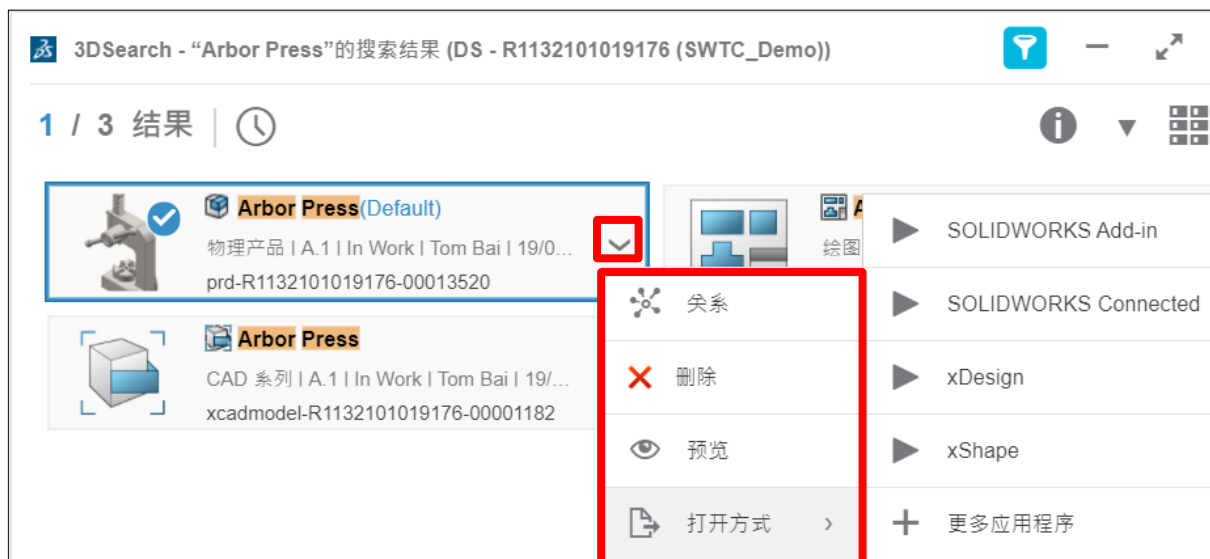 3DSearch - “Arbor Press”的搜索结果 (DS - R1132101019176 (SWTC_Demo))
1 / 3 结果
Arbor Press(Default)
物理产品 | A.1 | In Work | Tom Bai | 19/0...
prd-R1132101019176-00013520
绘图
Arbor Press
CAD 系列 | A.1 | In Work | Tom Bai | 19/...
xcadmodel-R1132101019176-00001182
关系
删除
预览
打开方式
SOLIDWORKS Add-in
SOLIDWORKS Connected
xDesign
xShape
更多应用程序